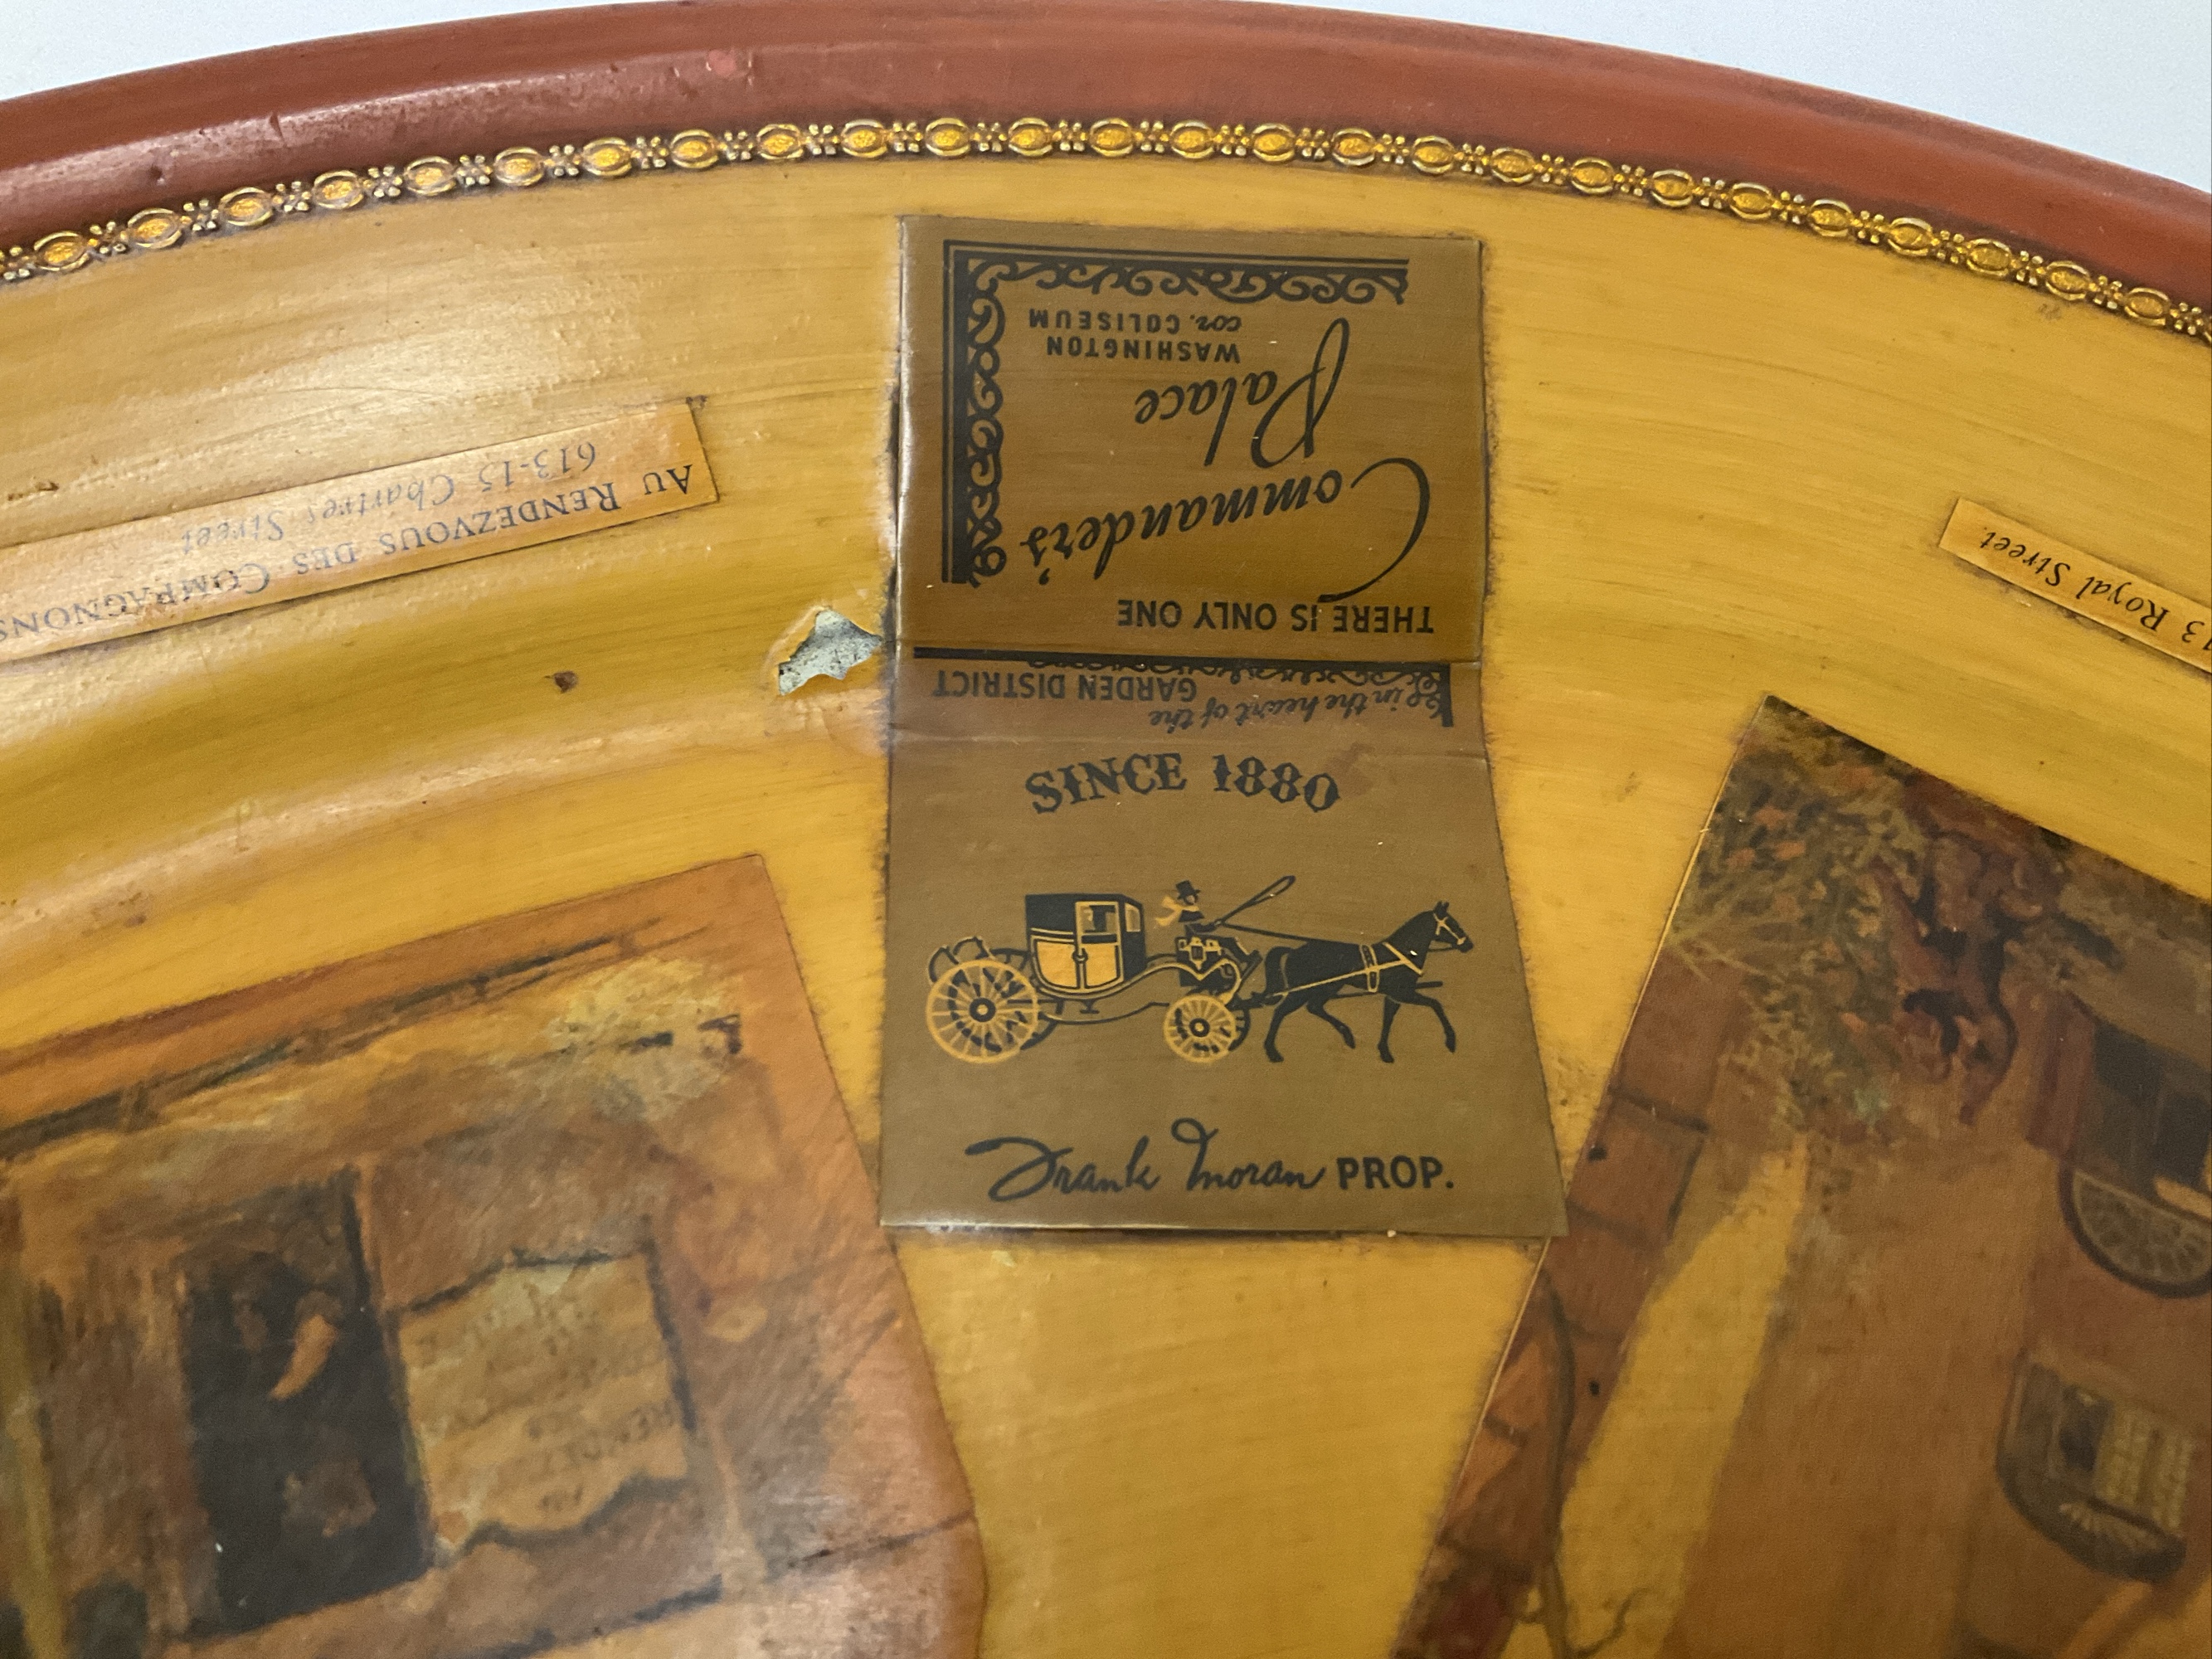 THERE IS ONLY ONE
Commander's
Palace
WASHINGTON
cor. COLISEUM
in the heart of the
GARDEN DISTRICT
SINCE 1880
Frank Moran PROP.
AU RENDEZVOUS DES COMPAGNONS
613-15 Chartres Street
13 Royal Street